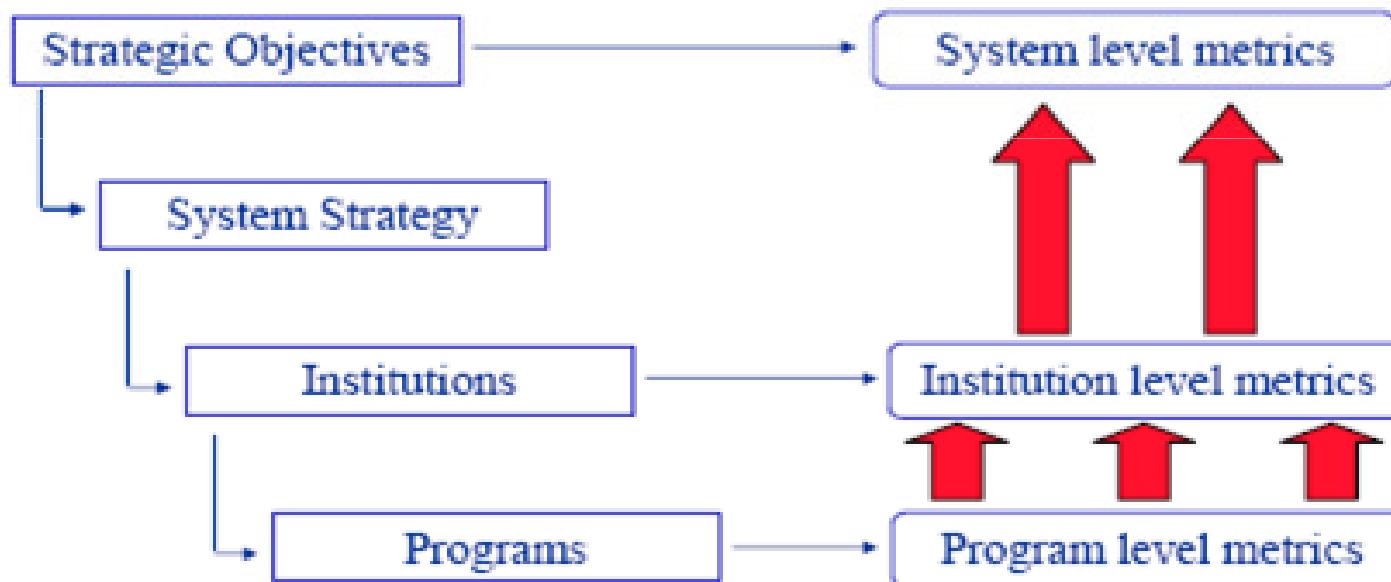 Strategic Objectives
System level metrics
System Strategy
Institutions
Institution level metrics
Programs
Program level metrics